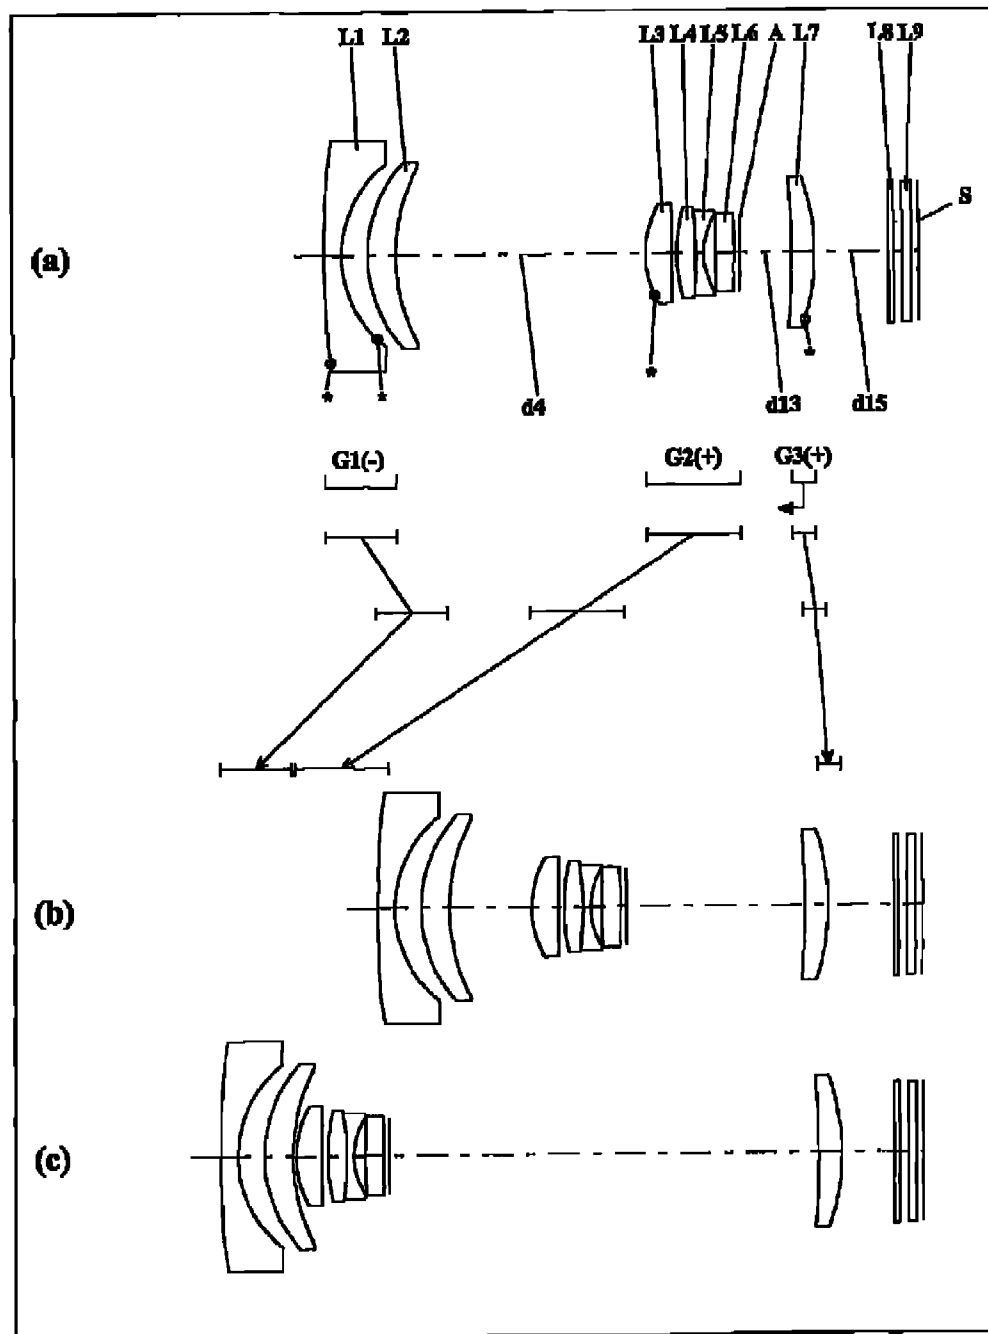 L1 L2 L3 L4 L5 L6 A L7 L8 L9
S
(a)
* * * *
d4 d13 d15
G1(-) G2(+) G3(+)
(b)
(c)